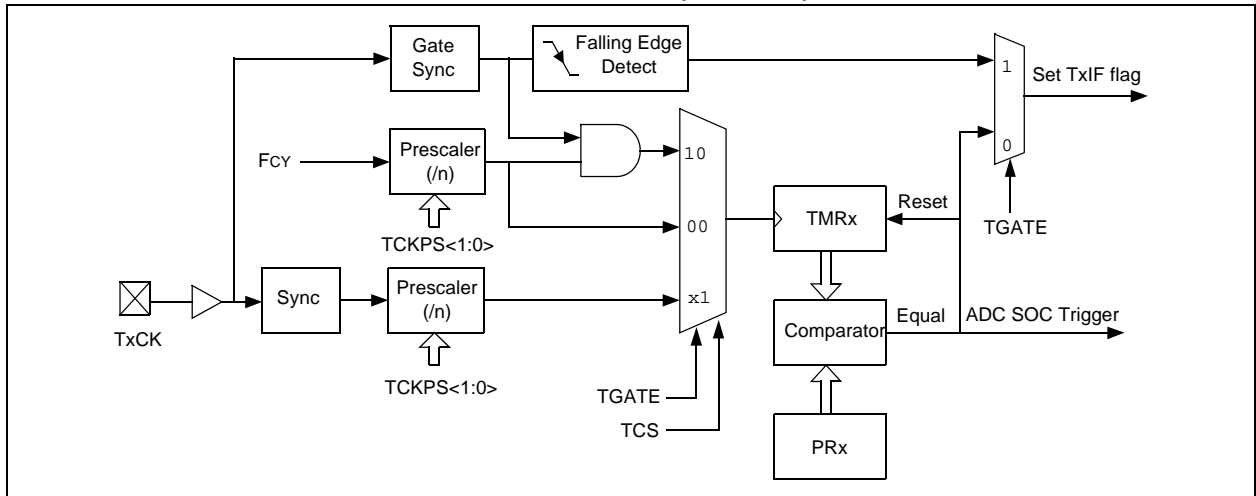 Gate
Sync
Falling Edge
Detect
1
0
Set TxIF flag
TGATE
FCY
Prescaler
(/n)
TCKPS<1:0>
10
00
x1
TMRx
Reset
TxCK
Sync
Prescaler
(/n)
TCKPS<1:0>
Comparator
Equal
ADC SOC Trigger
TGATE
TCS
PRx